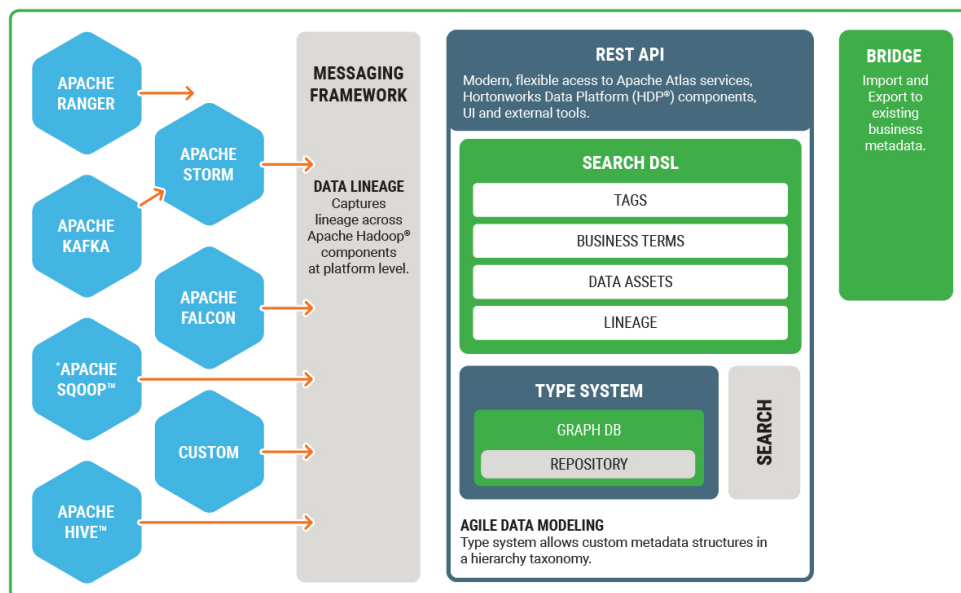 APACHE
RANGER
APACHE
STORM
APACHE
KAFKA
APACHE
FALCON
*APACHE
SQOOP™
CUSTOM
APACHE
HIVE™
MESSAGING
FRAMEWORK
DATA LINEAGE
Captures
lineage across
Apache Hadoop®
components
at platform level.
REST API
Modern, flexible access to Apache Atlas services,
Hortonworks Data Platform (HDP®) components,
UI and external tools.
SEARCH DSL
TAGS
BUSINESS TERMS
DATA ASSETS
LINEAGE
TYPE SYSTEM
GRAPH DB
REPOSITORY
SEARCH
AGILE DATA MODELING
Type system allows custom metadata structures in
a hierarchy taxonomy.
BRIDGE
Import and
Export to
existing
business
metadata.